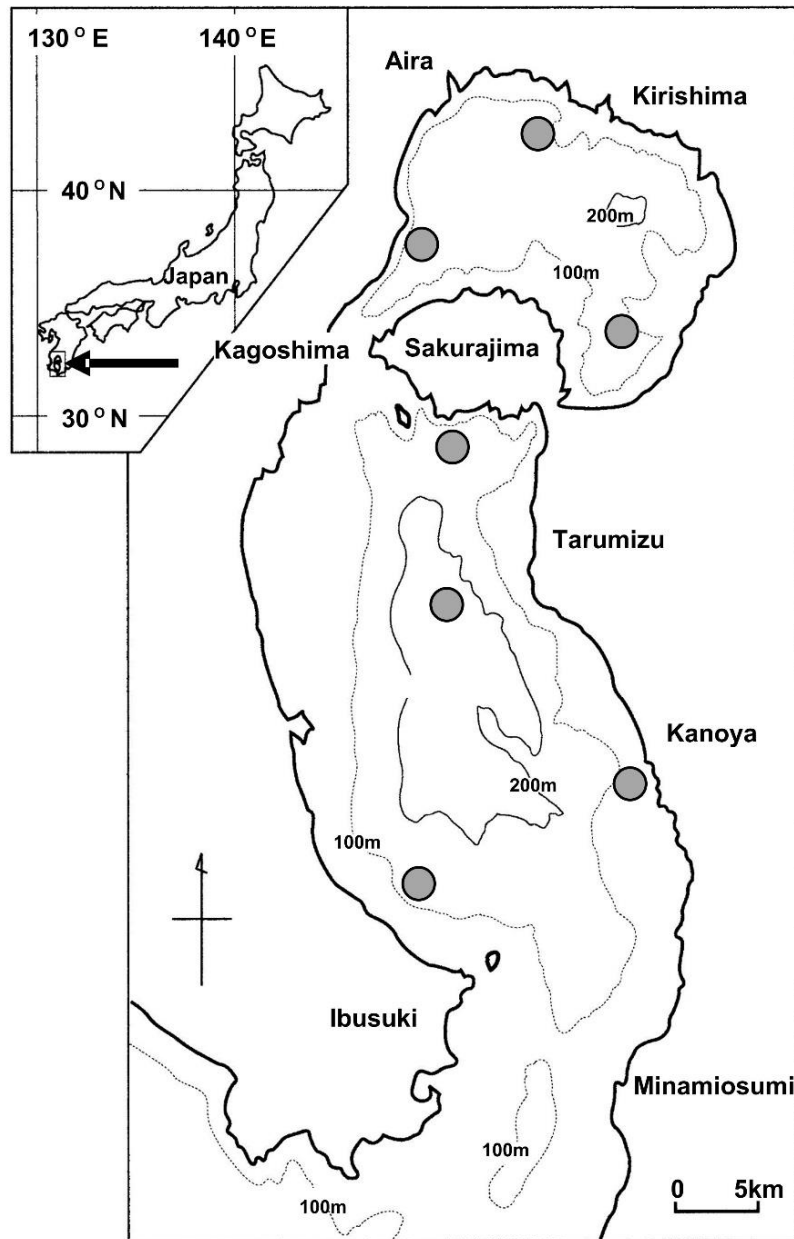 130°E 140°E
Aira
Kirishima
40°N
200m
Japan
100m
Kagoshima
Sakurajima
30°N
Tarumizu
Kanoya
200m
100m
Ibusuki
Minamiosumi
100m
0 5km
100m